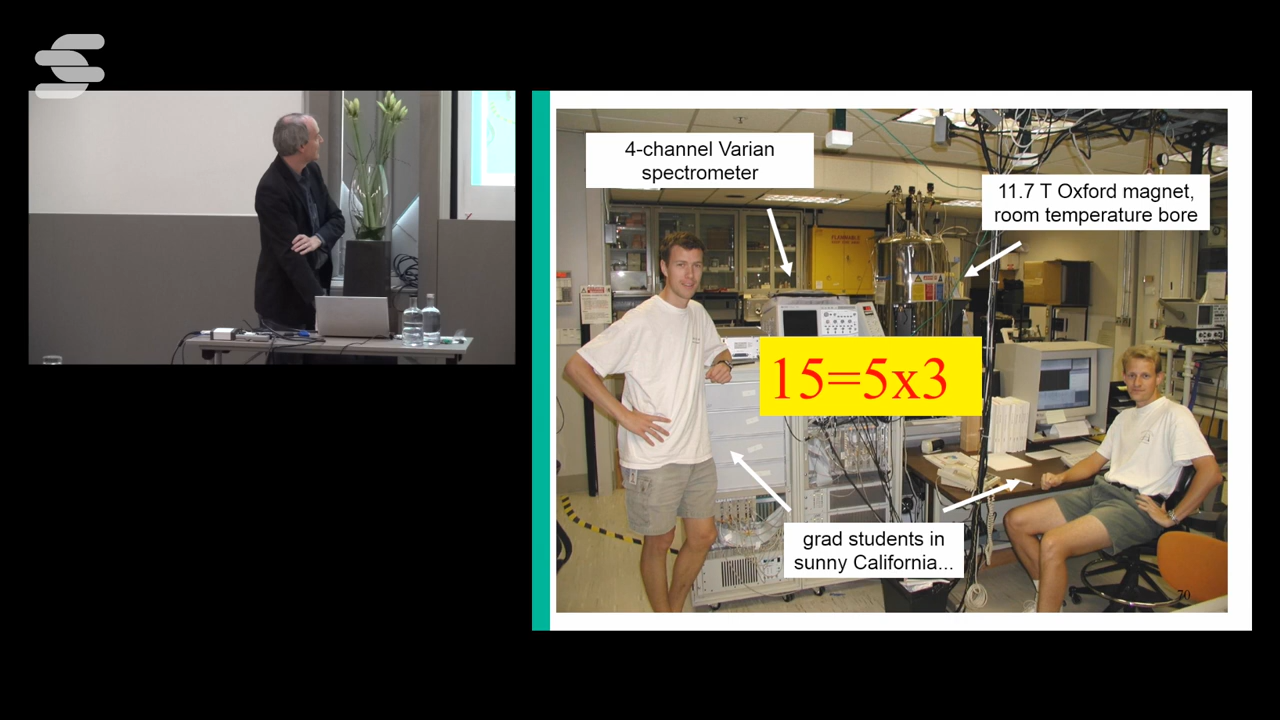 4-channel Varian
spectrometer
11.7 T Oxford magnet,
room temperature bore
FLAMMABLE
15=5x3
grad students in
sunny California...
70